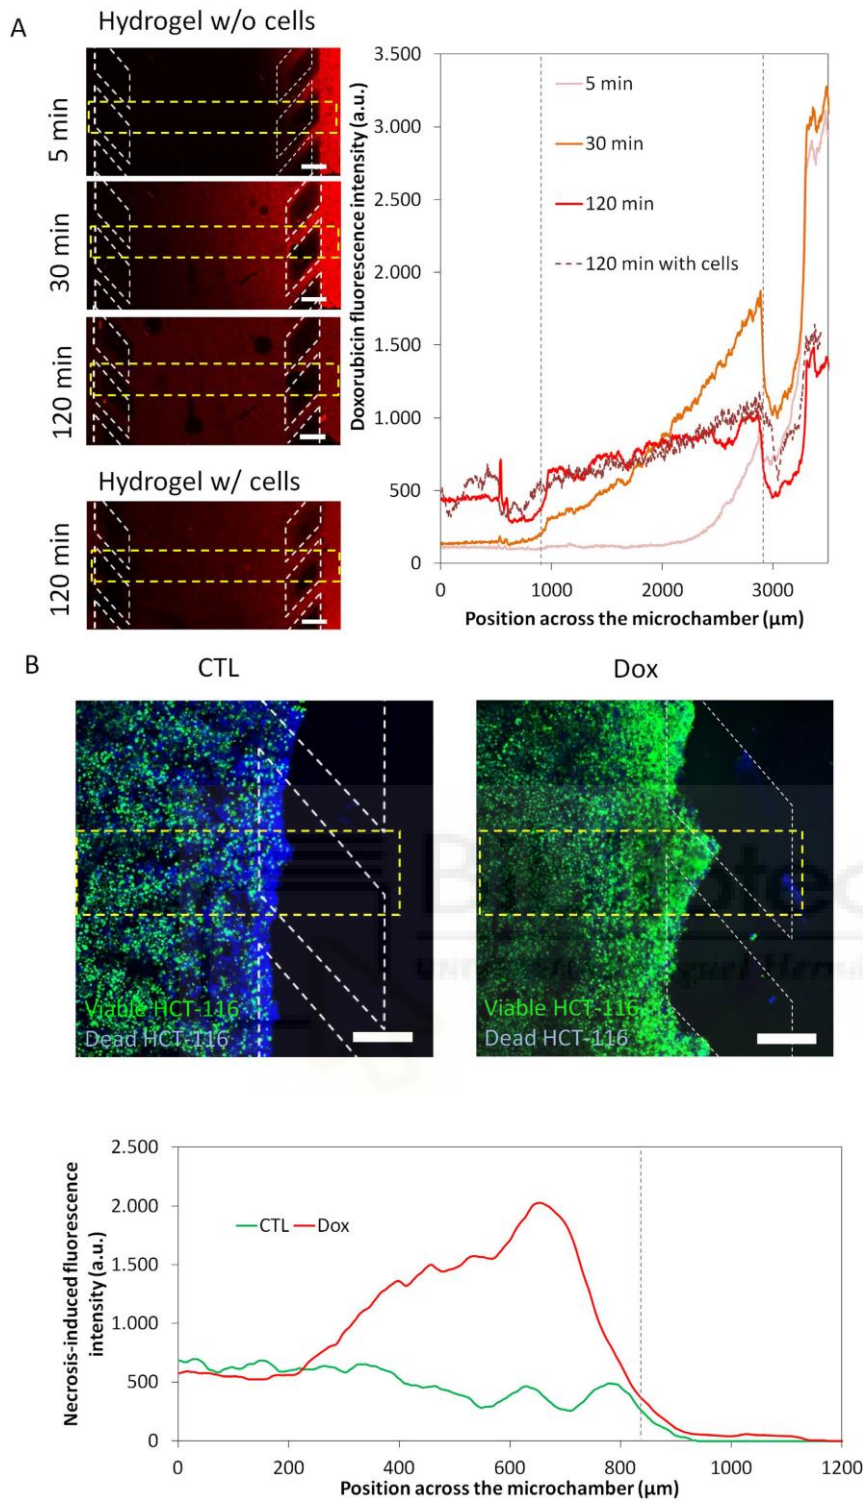 A
Hydrogel w/o cells
5 min
30 min
120 min
Hydrogel w/ cells
120 min
Doxorubicin fluorescence intensity (a.u.)
3.500
3.000
2.500
2.000
1.500
1.000
500
0
5 min
30 min
120 min
120 min with cells
0
1000
2000
3000
Position across the microchamber (µm)
B
CTL
Dox
Viable HCT-116
Dead HCT-116
Viable HCT-116
Dead HCT-116
Necrosis-induced fluorescence
intensity (a.u.)
2.500
2.000
1.500
1.000
500
0
CTL
Dox
0
200
400
600
800
1000
1200
Position across the microchamber (µm)